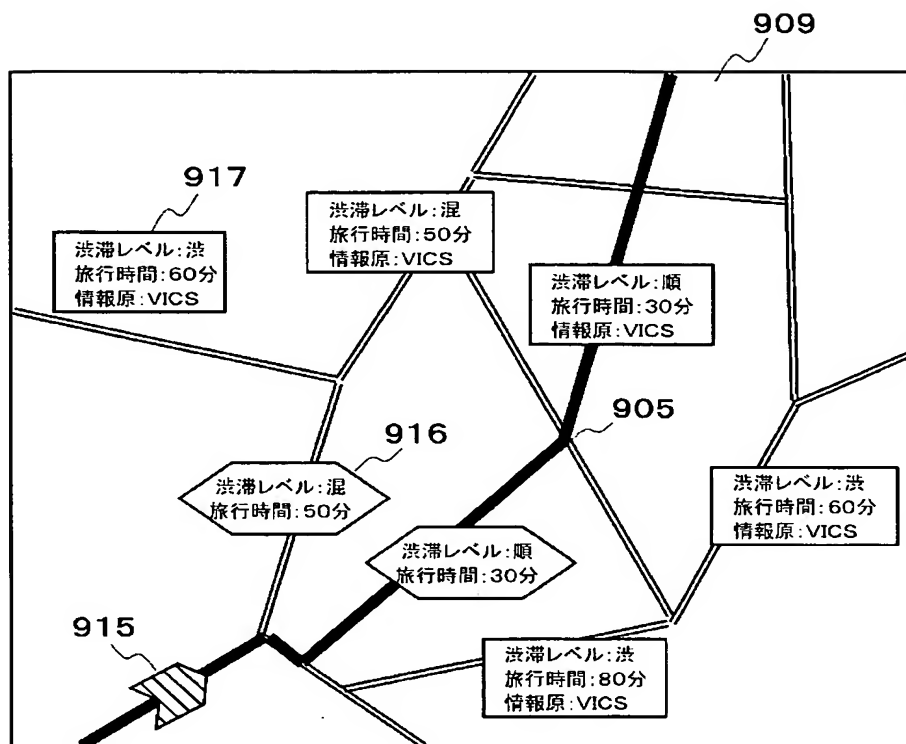 909
917
渋滞レベル:渋
旅行時間:60分
情報原:VICS
渋滞レベル:混
旅行時間:50分
情報原:VICS
渋滞レベル:順
旅行時間:30分
情報原:VICS
905
916
渋滞レベル:混
旅行時間:50分
渋滞レベル:順
旅行時間:30分
渋滞レベル:渋
旅行時間:60分
情報原:VICS
915
渋滞レベル:渋
旅行時間:80分
情報原:VICS